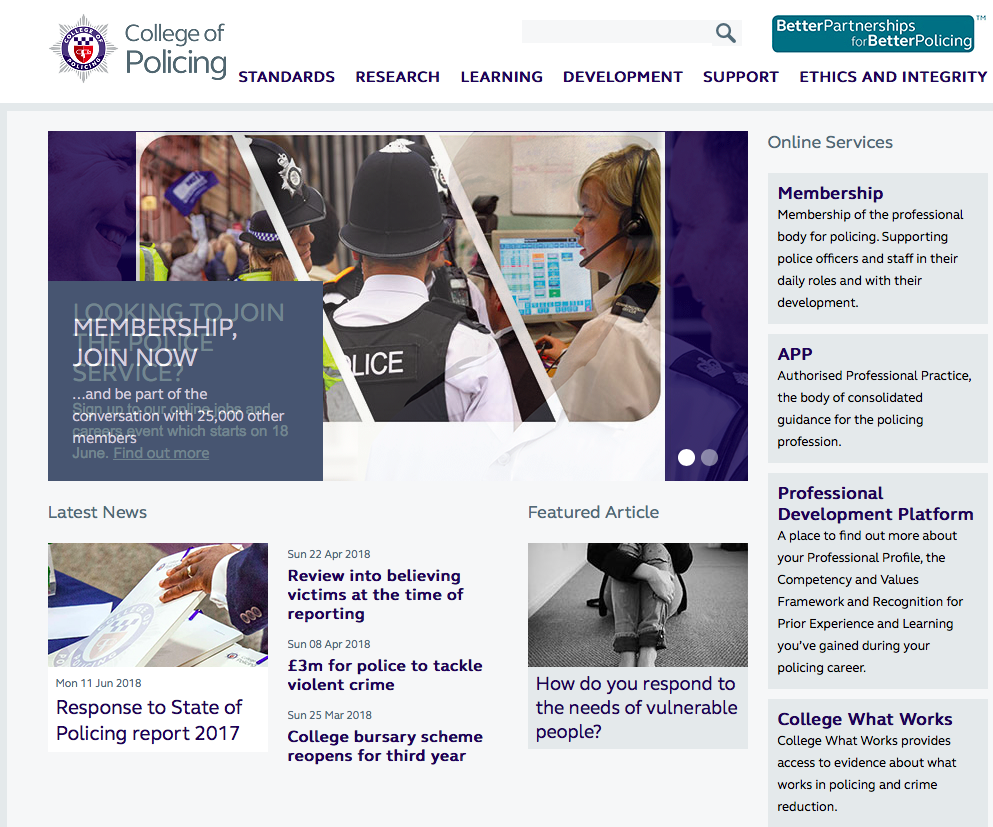 College of
Policing
BetterPartnerships
forBetterPolicing
TM
STANDARDS RESEARCH LEARNING DEVELOPMENT SUPPORT ETHICS AND INTEGRITY
LOOKING TO JOIN
THE POLICE
SERVICE?
Sign up to our online jobs and
careers event which starts on 18
June. Find out more
MEMBERSHIP,
JOIN NOW
...and be part of the
conversation with 25,000 other
members
POLICE
Latest News
Mon 11 Jun 2018
Response to State of
Policing report 2017
Sun 22 Apr 2018
Review into believing
victims at the time of
reporting
Sun 08 Apr 2018
£3m for police to tackle
violent crime
Sun 25 Mar 2018
College bursary scheme
reopens for third year
Featured Article
How do you respond to
the needs of vulnerable
people?
Online Services
Membership
Membership of the professional
body for policing. Supporting
police officers and staff in their
daily roles and with their
development.
APP
Authorised Professional Practice,
the body of consolidated
guidance for the policing
profession.
Professional
Development Platform
A place to find out more about
your Professional Profile, the
Competency and Values
Framework and Recognition for
Prior Experience and Learning
you've gained during your
policing career.
College What Works
College What Works provides
access to evidence about what
works in policing and crime
reduction.